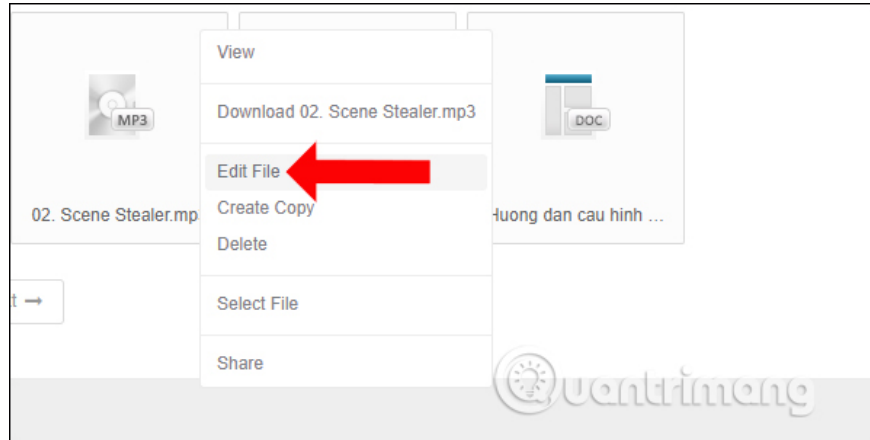 View
Download 02. Scene Stealer.mp3
MP3
DOC
Edit File
02. Scene Stealer.mp
Create Copy
Huong dan cau hinh ...
Delete
t →
Select File
Share
Quantrimang